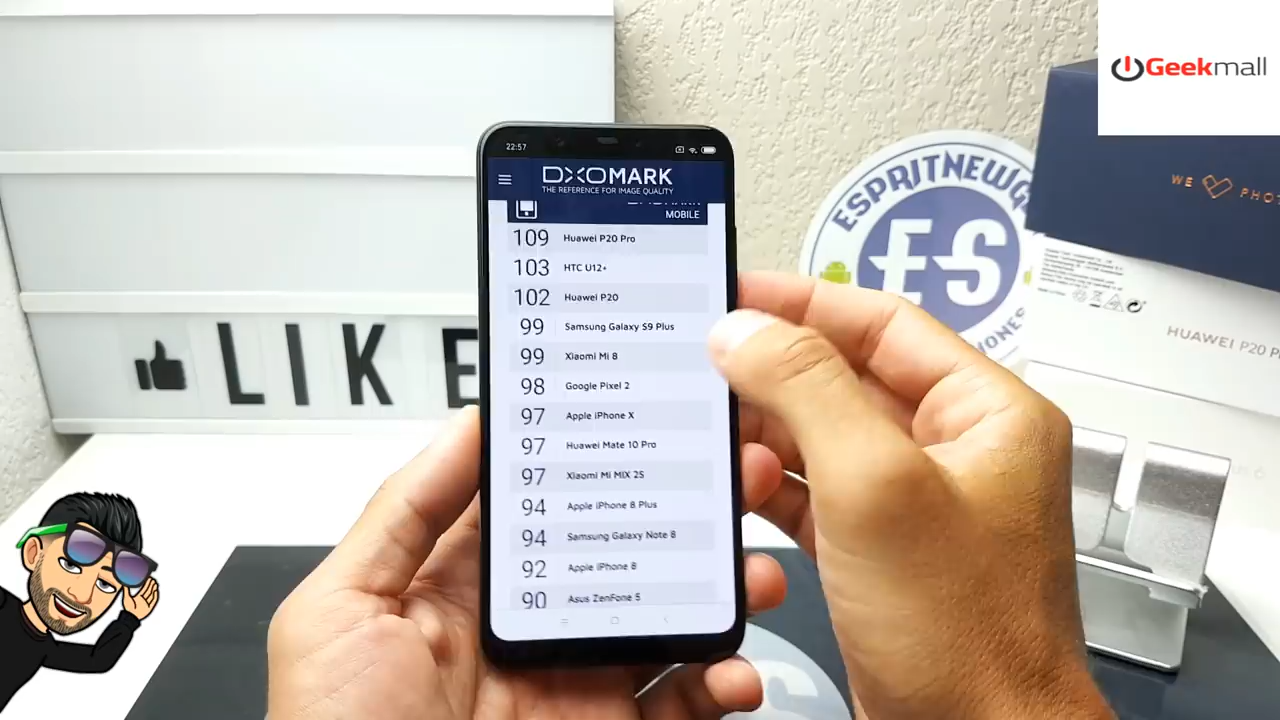 Geekmall
WE PHOTO
ESPRITNEWG
ES
PHONES
HUAWEI P20 P
LIKE
22:57
DXOMARK
THE REFERENCE FOR IMAGE QUALITY
MOBILE
109 Huawei P20 Pro
103 HTC U12+
102 Huawei P20
99 Samsung Galaxy S9 Plus
99 Xiaomi Mi 8
98 Google Pixel 2
97 Apple iPhone X
97 Huawei Mate 10 Pro
97 Xiaomi Mi MIX 2S
94 Apple iPhone 8 Plus
94 Samsung Galaxy Note 8
92 Apple iPhone 8
90 Asus ZenFone 5